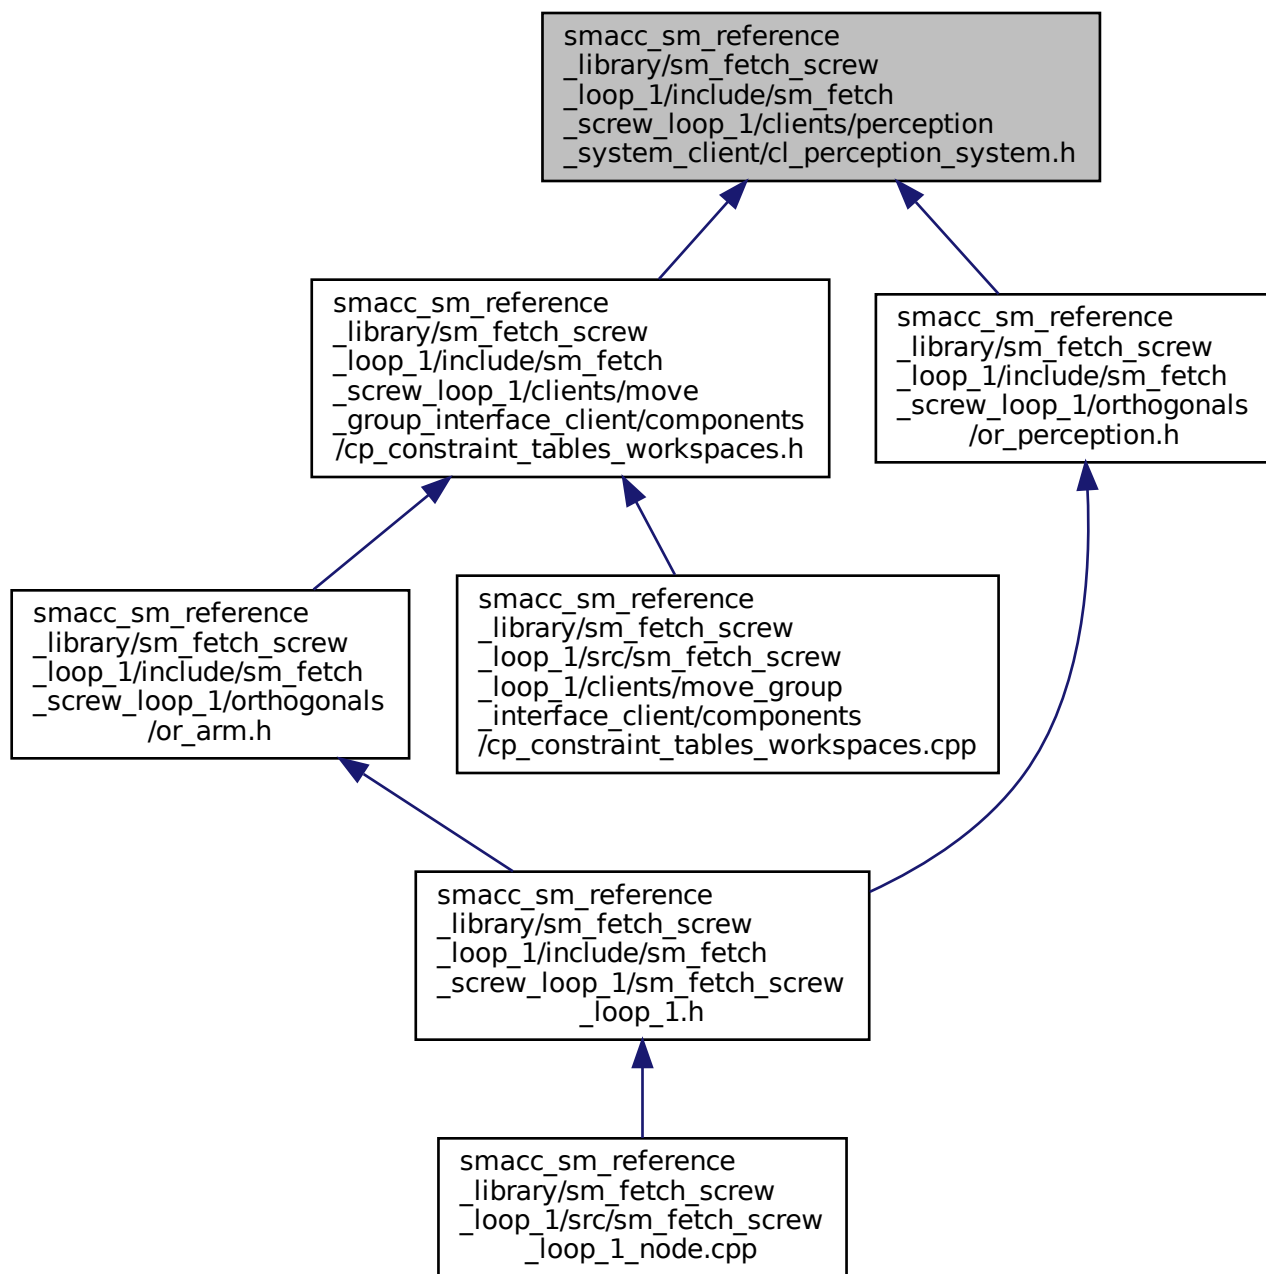 smacc_sm_reference
_library/sm_fetch_screw
_loop_1/include/sm_fetch
_screw_loop_1/clients/perception
_system_client/cl_perception_system.h
smacc_sm_reference
_library/sm_fetch_screw
_loop_1/include/sm_fetch
_screw_loop_1/clients/move
_group_interface_client/components
/cp_constraint_tables_workspaces.h
smacc_sm_reference
_library/sm_fetch_screw
_loop_1/include/sm_fetch
_screw_loop_1/orthogonals
/or_perception.h
smacc_sm_reference
_library/sm_fetch_screw
_loop_1/include/sm_fetch
_screw_loop_1/orthogonals
/or_arm.h
smacc_sm_reference
_library/sm_fetch_screw
_loop_1/src/sm_fetch_screw
_loop_1/clients/move_group
_interface_client/components
/cp_constraint_tables_workspaces.cpp
smacc_sm_reference
_library/sm_fetch_screw
_loop_1/include/sm_fetch
_screw_loop_1/sm_fetch_screw
_loop_1.h
smacc_sm_reference
_library/sm_fetch_screw
_loop_1/src/sm_fetch_screw
_loop_1_node.cpp